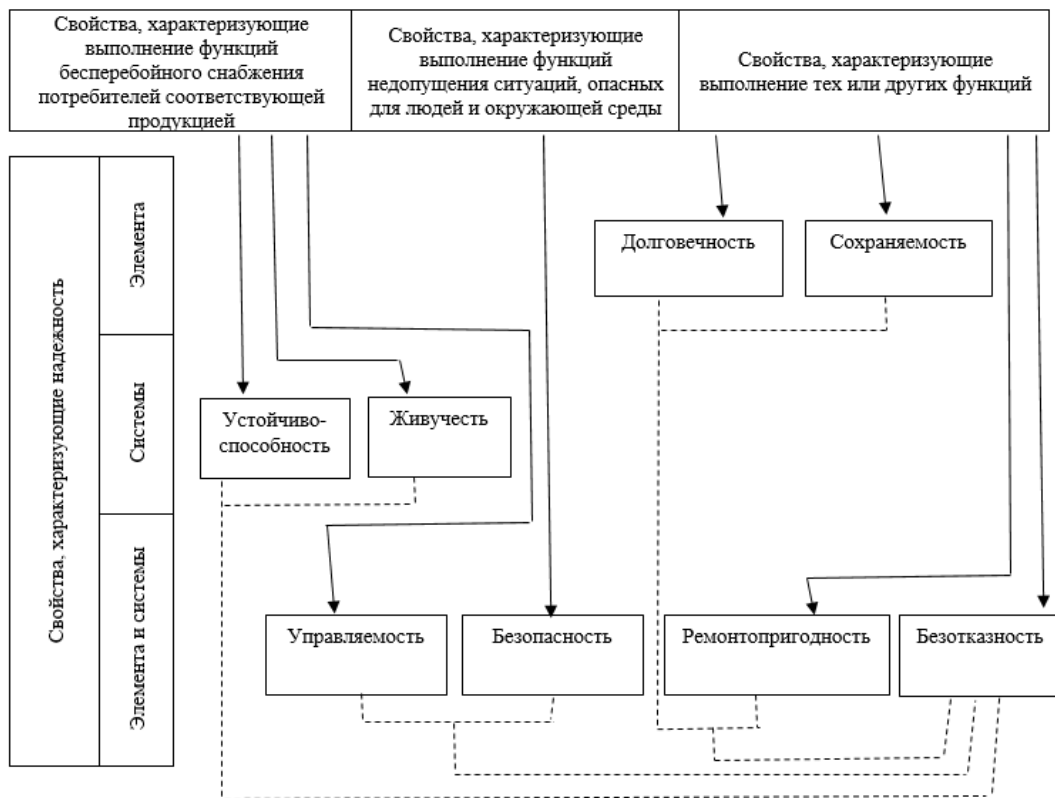 Свойства, характеризующие
выполнение функций
бесперебойного снабжения
потребителей соответствующей
продукцией
Свойства, характеризующие
выполнение функций
недопущения ситуаций, опасных
для людей и окружающей среды
Свойства, характеризующие
выполнение тех или других функций
Свойства, характеризующие надежность
Элемента
Системы
Элемента и системы
Долговечность
Сохраняемость
Устойчиво-
способность
Живучесть
Управляемость
Безопасность
Ремонтопригодность
Безотказность